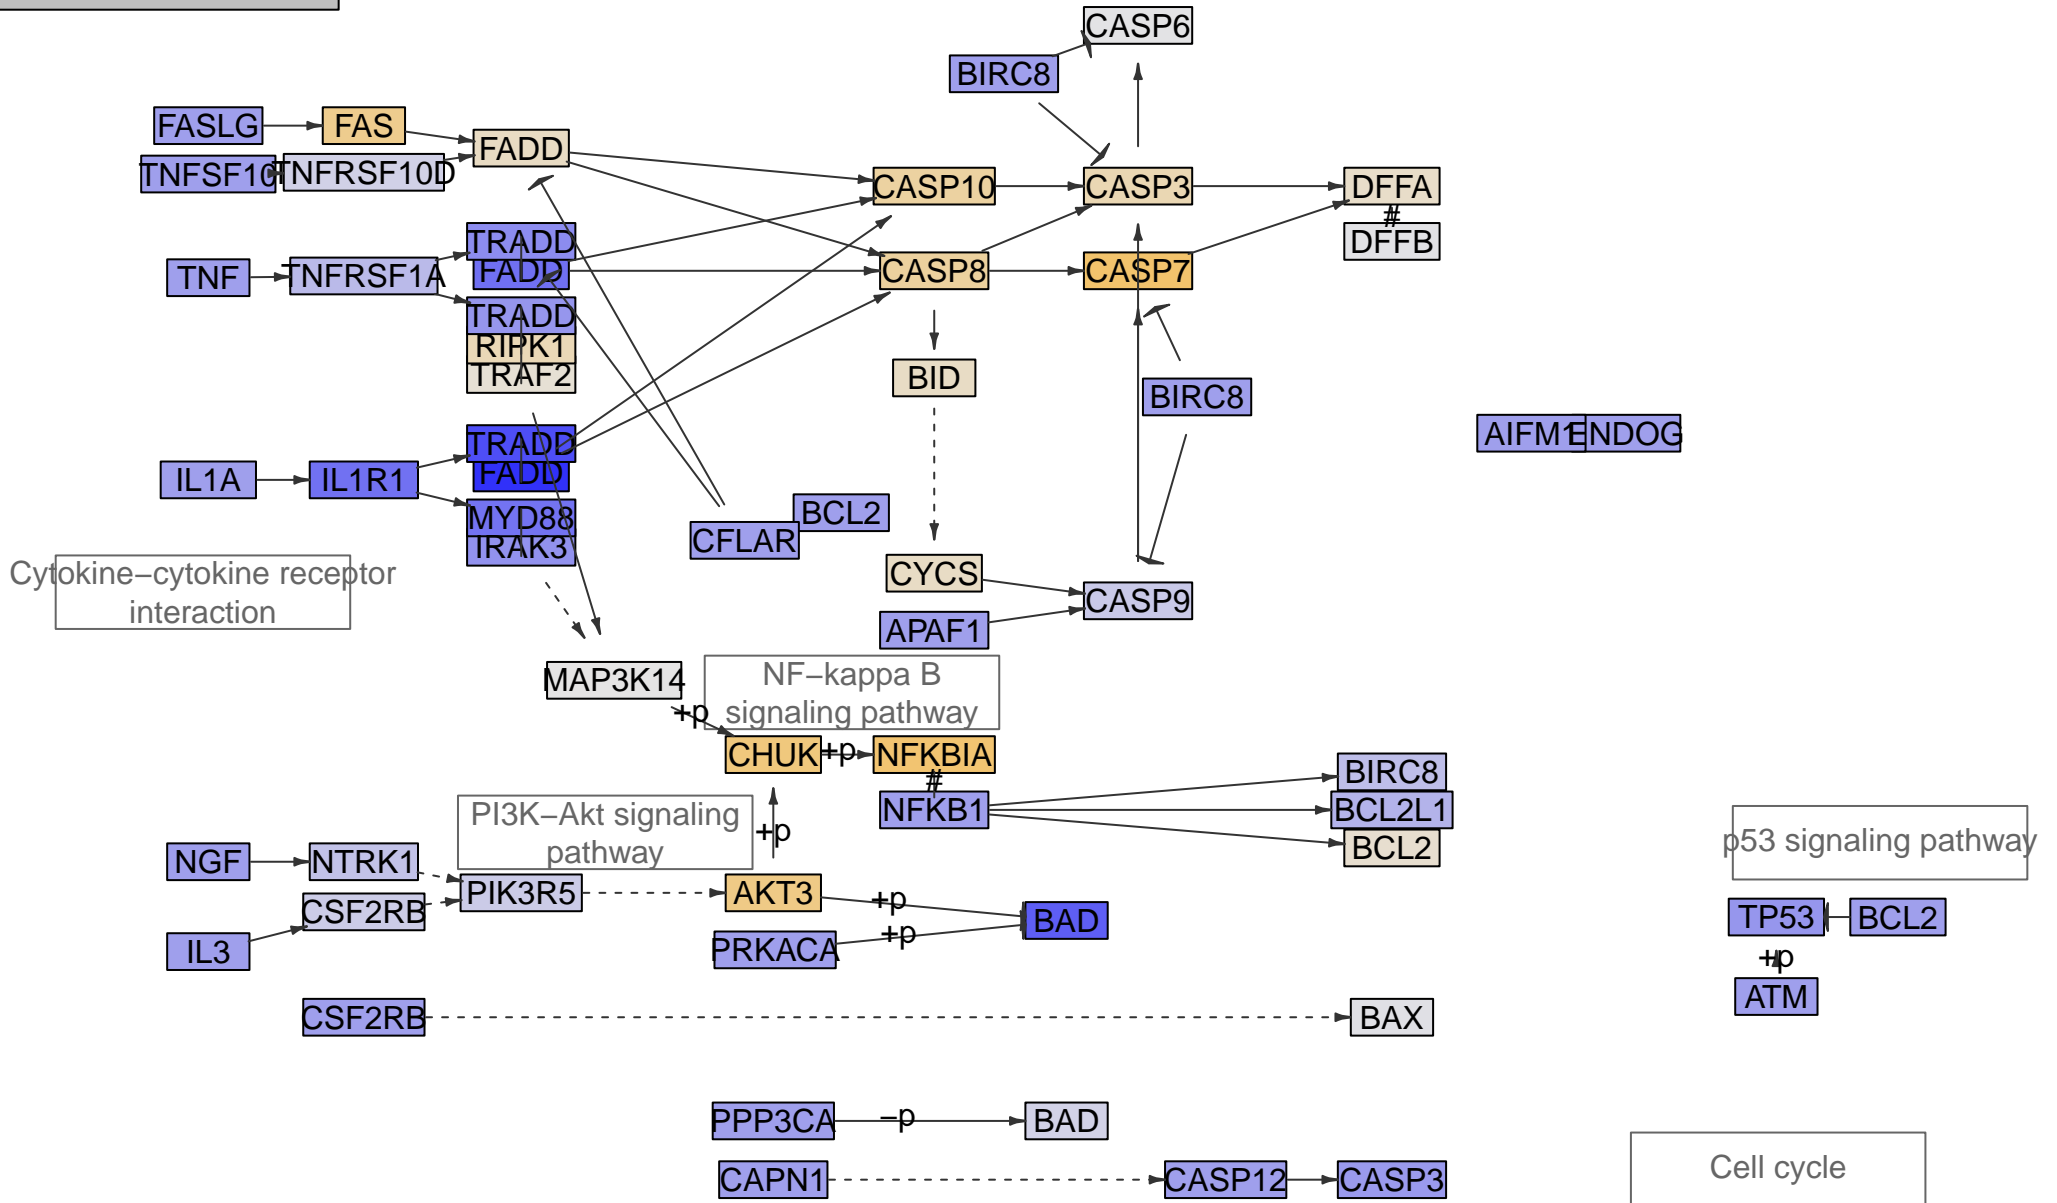 CASP6
BIRC8
FASLG
FAS
FADD
TNFSF10
TNFRSF10D
CASP10
CASP3
DFFA
#
DFFB
TRADD
FADD
TNF
TNFRSF1A
CASP8
CASP7
TRADD
RIPK1
TRAF2
BID
BIRC8
AIFM1
ENDOG
TRADD
FADD
IL1A
IL1R1
MYD88
IRAK3
BCL2
CFLAR
Cytokine–cytokine receptor
interaction
CYCS
CASP9
APAF1
MAP3K14
NF–kappa B
signaling pathway
+p
CHUK
+p
NFKBIA
#
NFKB1
BIRC8
BCL2L1
BCL2
PI3K–Akt signaling
pathway
+p
p53 signaling pathway
NGF
NTRK1
CSF2RB
PIK3R5
AKT3
+p
BAD
+p
PRKACA
IL3
TP53
BCL2
+p
ATM
CSF2RB
BAX
PPP3CA
–p
BAD
CAPN1
CASP12
CASP3
Cell cycle